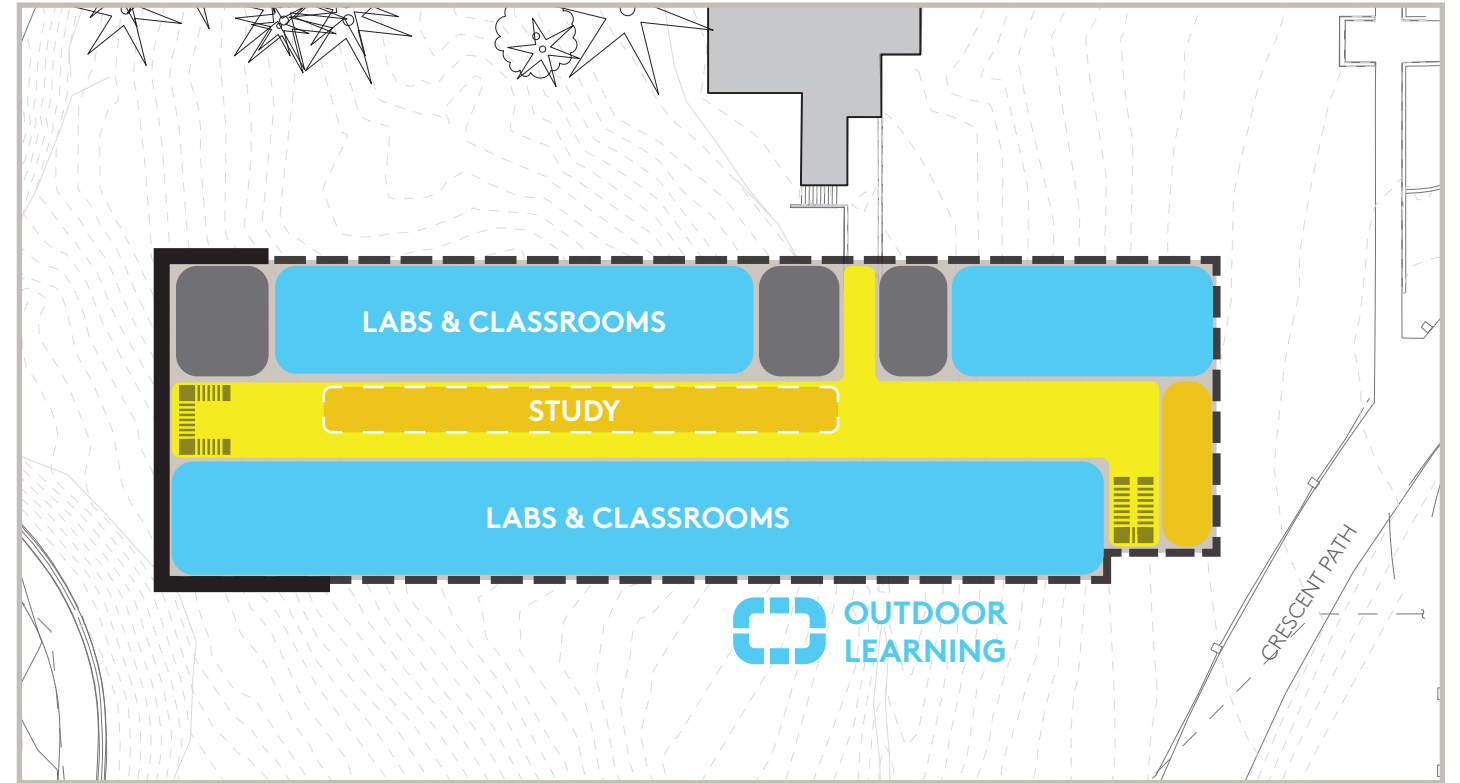 LABS & CLASSROOMS
STUDY
LABS & CLASSROOMS
OUTDOOR
LEARNING
CRESCENT PATH